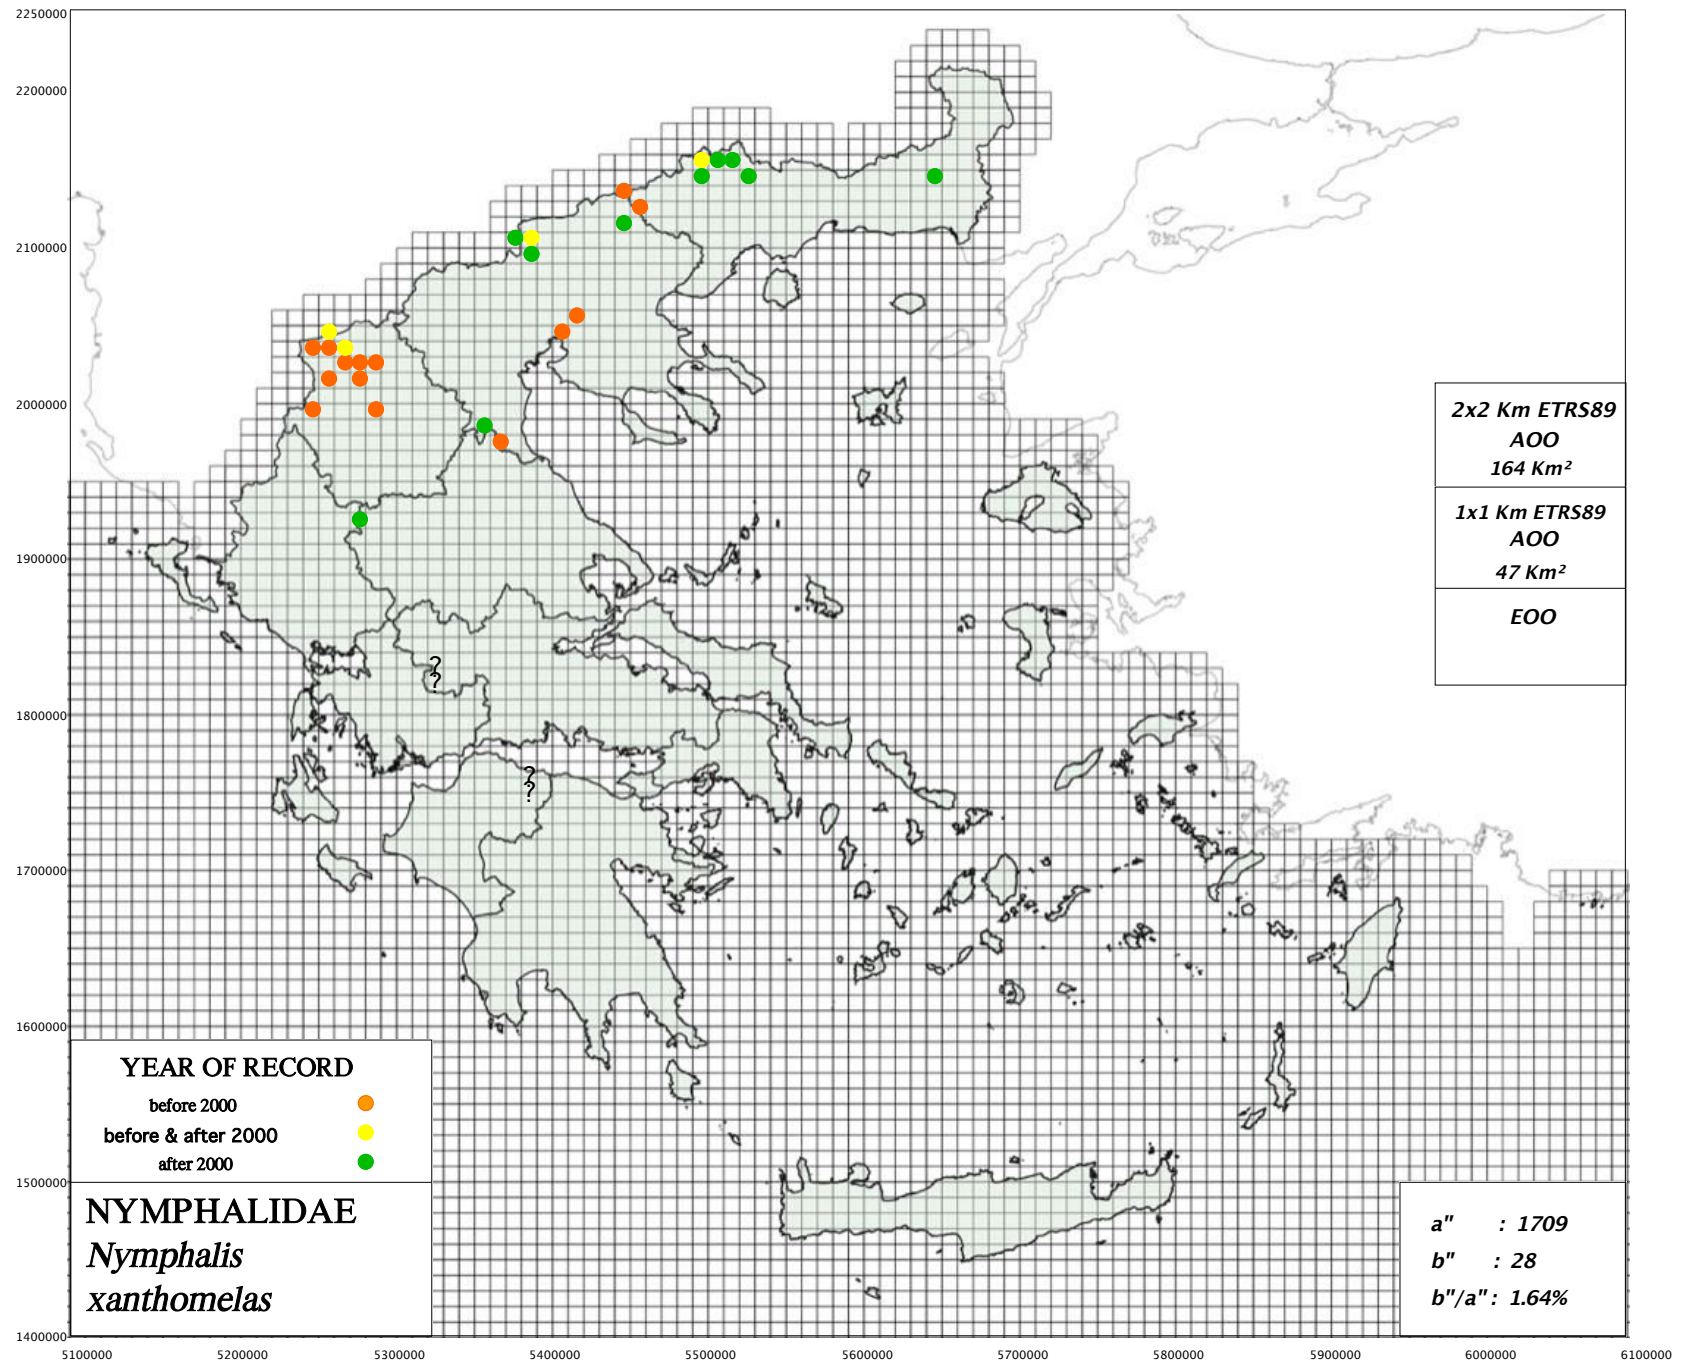 2250000
2200000
2100000
2000000
1900000
1800000
1700000
1600000
1500000
1400000
5100000 5200000 5300000 5400000 5500000 5600000 5700000 5800000 5900000 6000000 6100000
?
?
?
?
2x2 Km ETRS89
AOO
164 Km²
1x1 Km ETRS89
AOO
47 Km²
EOO
YEAR OF RECORD
before 2000
before & after 2000
after 2000
NYMPHALIDAE
Nymphalis
xanthomelas
a" : 1709
b" : 28
b"/a" : 1.64%